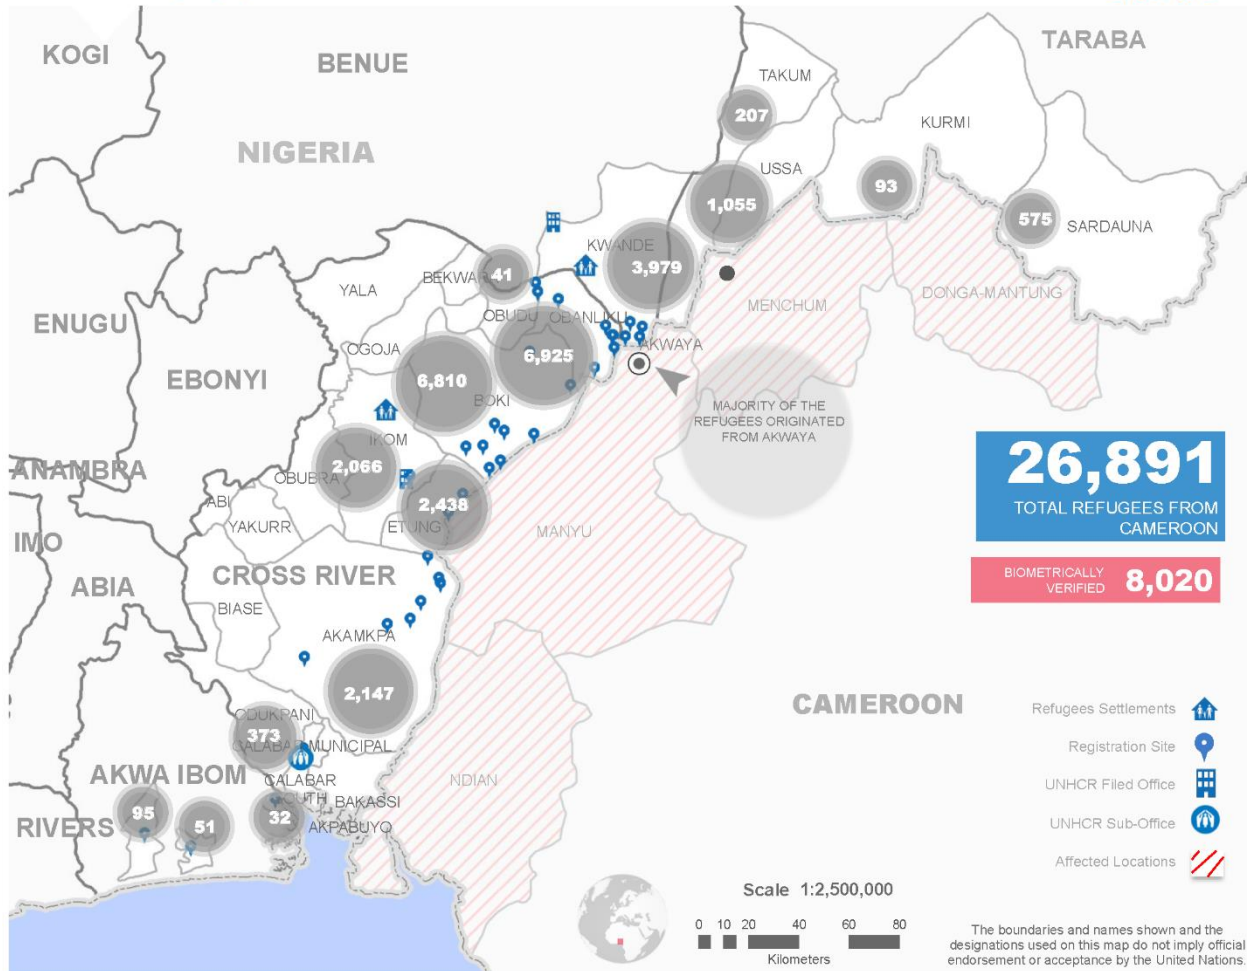 KOGI
BENUE
TARABA
TAKUM
207
KURMI
NIGERIA
USSA
93
1,055
575
SARDAUNA
KWANDE
3,979
BEKWAR
41
YALA
MENCHUM
DONGA-MANTUNG
ENUGU
OBUDU
OBANLIKU
OGOJA
AKWAYA
6,925
EBONYI
6,810
BOKI
MAJORITY OF THE
REFUGEES ORIGINATED
FROM AKWAYA
IKOM
26,891
TOTAL REFUGEES FROM
CAMEROON
ANAMBRA
2,066
OBUBRA
ABI
2,438
YAKURR
ETUNG
MANYU
IMO
ABIA
CROSS RIVER
BIOMETRICALLY
VERIFIED
8,020
BIASE
AKAMKPA
2,147
CAMEROON
ODUKPANI
373
CALABAR MUNICIPAL
AKWA IBOM
CALABAR
SOUTH
NDIAN
BAKASSI
95
51
32
RIVERS
AKPABUYO
Refugees Settlements
Registration Site
UNHCR Filed Office
UNHCR Sub-Office
Affected Locations
Scale 1:2,500,000
0 10 20 40 60 80
Kilometers
The boundaries and names shown and the
designations used on this map do not imply official
endorsement or acceptance by the United Nations.